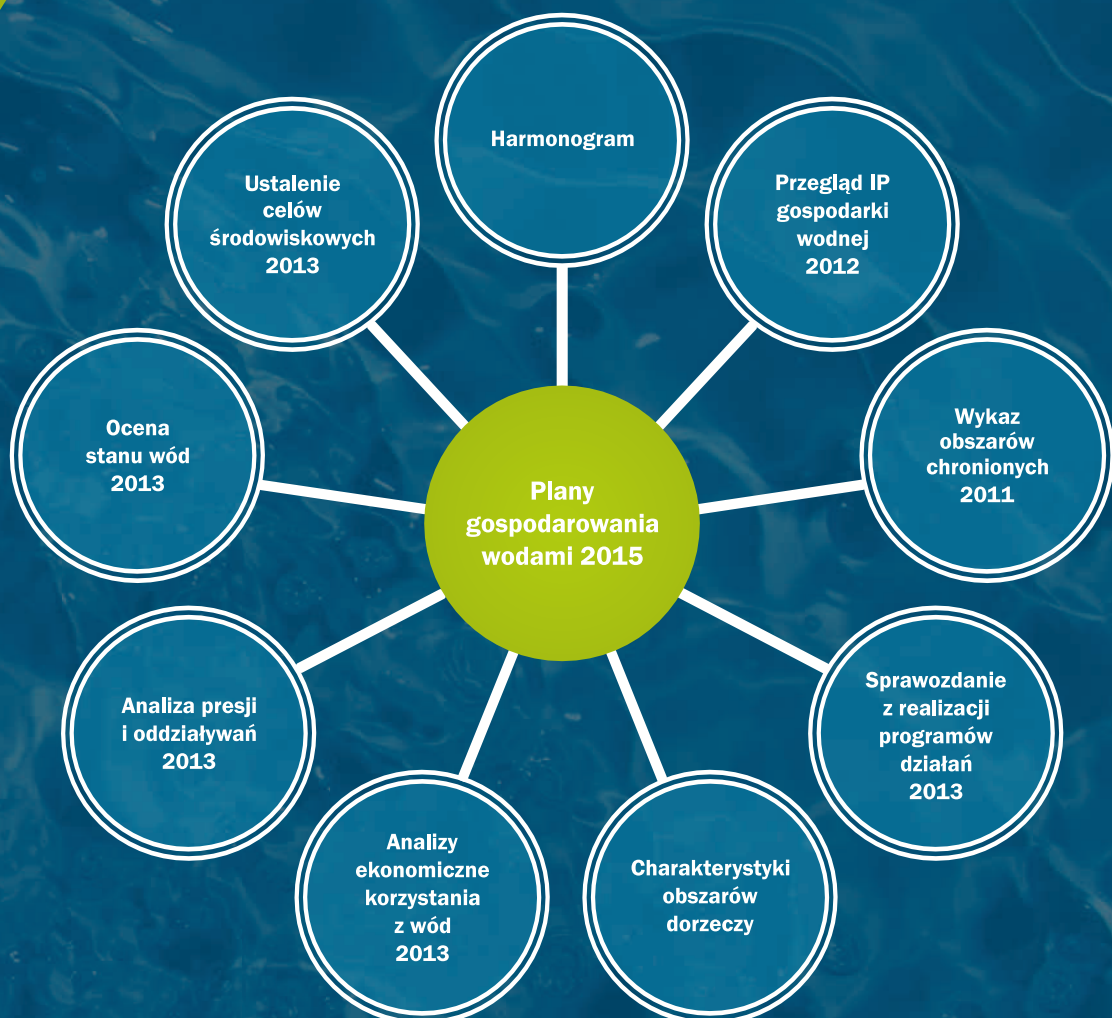 Harmonogram
Ustalenie
celów
środowiskowych
2013
Przegląd IP
gospodarki
wodnej
2012
Ocena
stanu wód
2013
Wykaz
obszarów
chronionych
2011
Plany
gospodarowania
wodami 2015
Analiza presji
i oddziaływań
2013
Sprawozdanie
z realizacji
programów
działań
2013
Analizy
ekonomiczne
korzystania
z wód
2013
Charakterystyki
obszarów
dorzeczy